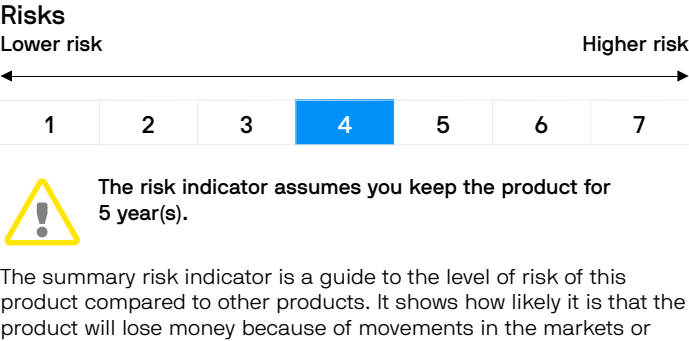 Risks
Lower risk Higher risk
1 2 3 4 5 6 7
The risk indicator assumes you keep the product for
5 year(s).
The summary risk indicator is a guide to the level of risk of this
product compared to other products. It shows how likely it is that the
product will lose money because of movements in the markets or